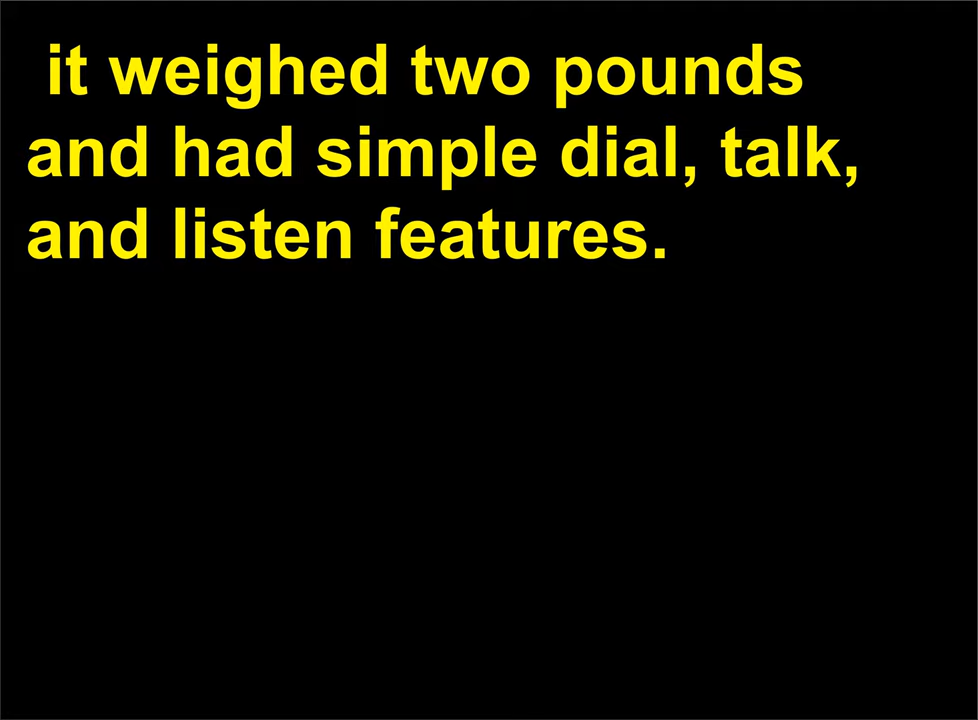 it weighed two pounds
and had simple dial, talk,
and listen features.